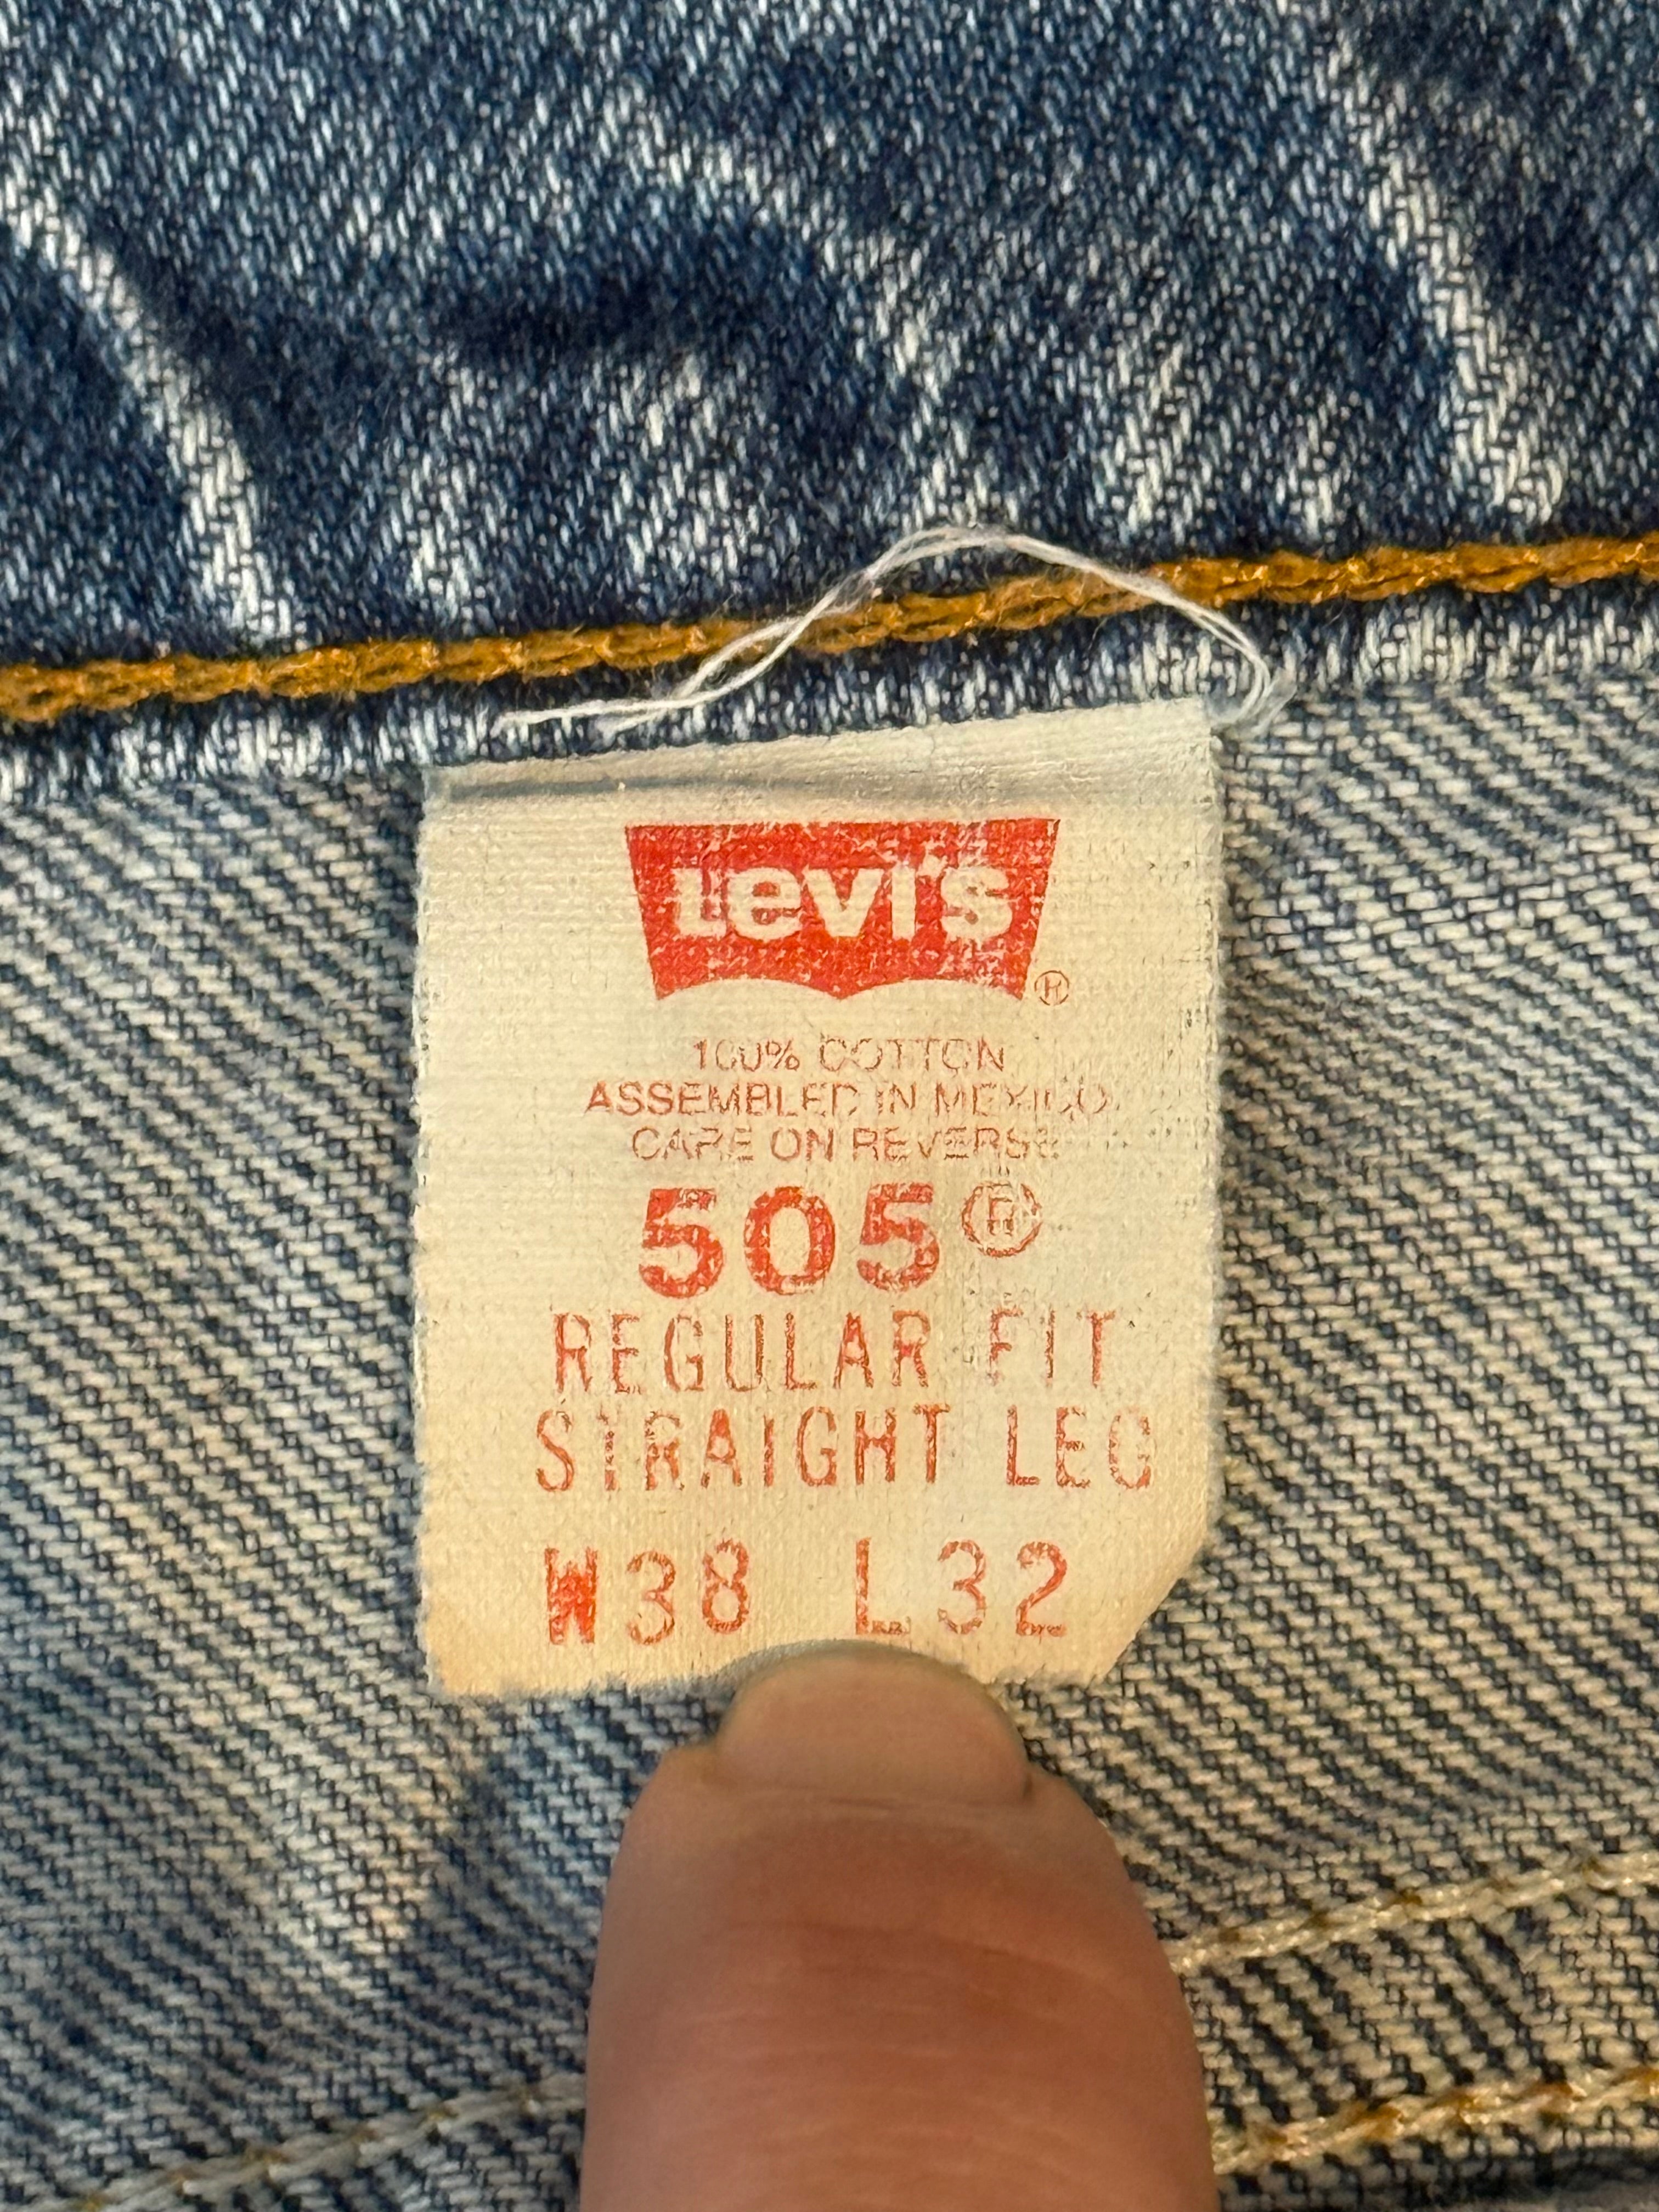 Levi's ®
100% COTTON
ASSEMBLED IN MEXICO
CARE ON REVERSE
505®
REGULAR FIT
STRAIGHT LEG
W38 L32